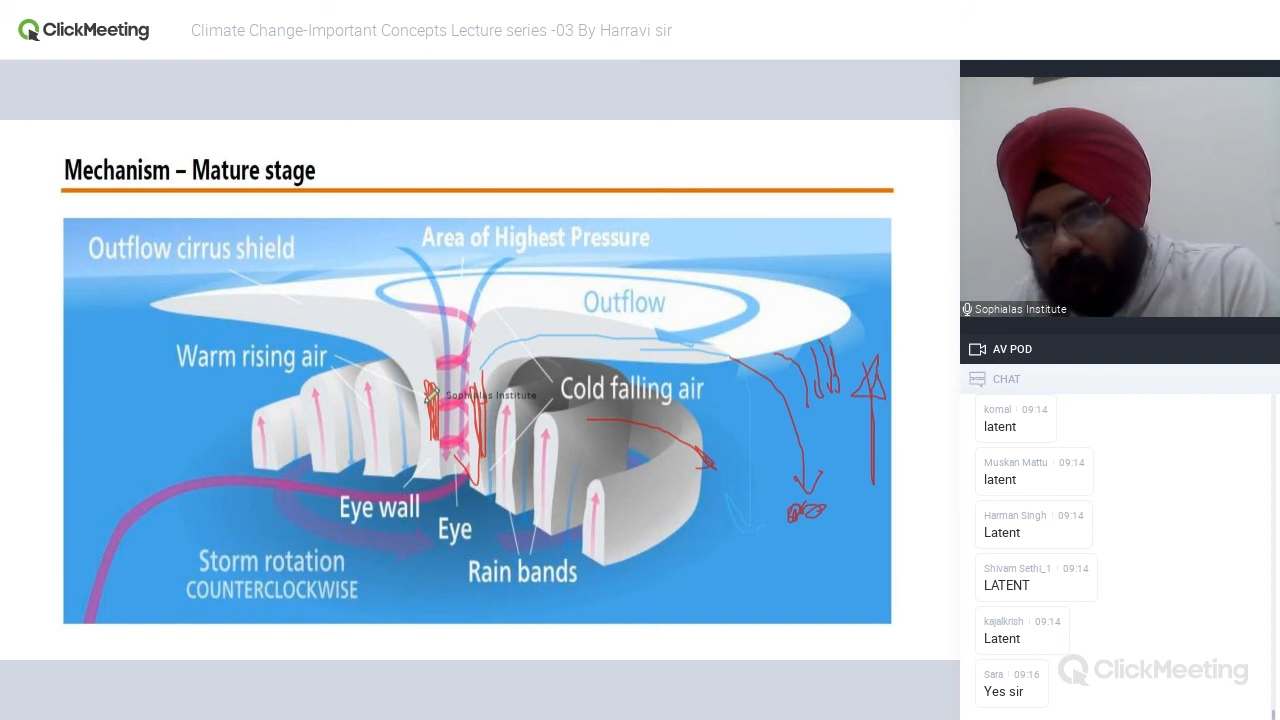 ClickMeeting
Climate Change-Important Concepts Lecture series -03 By Harravi sir
Mechanism – Mature stage
Outflow cirrus shield
Area of Highest Pressure
Outflow
Warm rising air
Cold falling air
Sophialas Institute
Eye wall
Eye
Rain bands
Storm rotation
COUNTERCLOCKWISE
Sophialas Institute
AV POD
CHAT
komal 09:14
latent
Muskan Mattu 09:14
latent
Harman Singh 09:14
Latent
Shivam Sethi_1 09:14
LATENT
kajalkrish 09:14
Latent
Sara 09:16
Yes sir
ClickMeeting